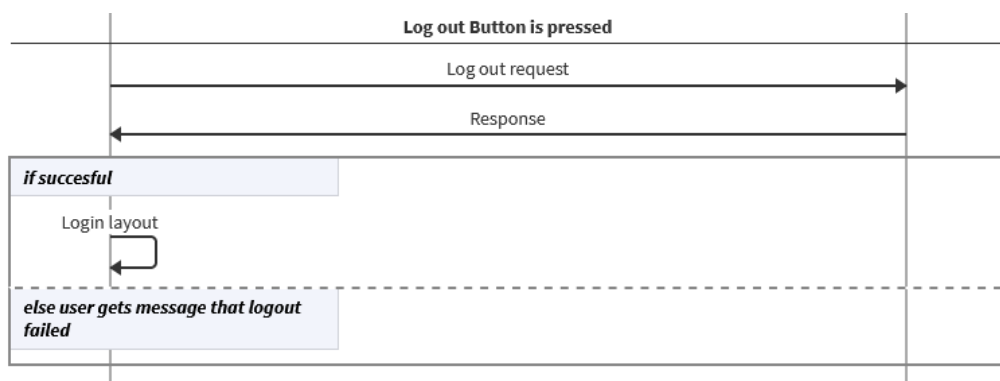 Log out Button is pressed
Log out request
Response
if succesful
Login layout
else user gets message that logout
failed